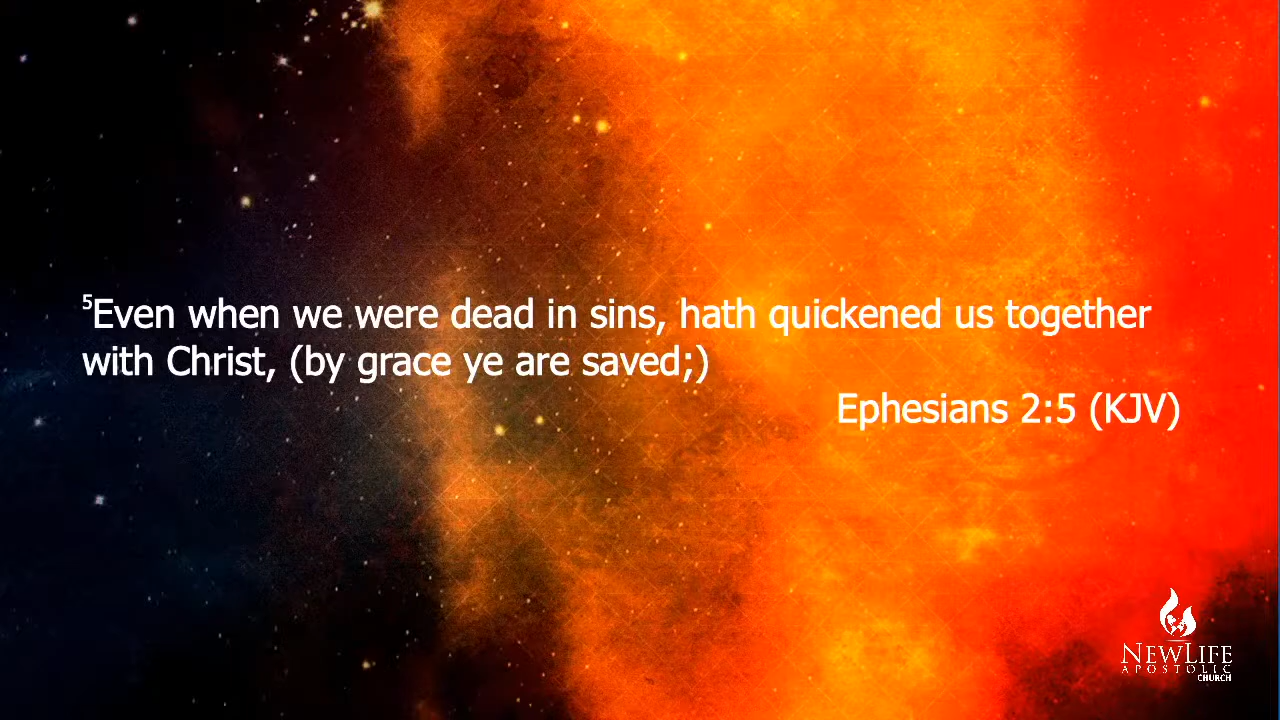 ⁵Even when we were dead in sins, hath quickened us together
with Christ, (by grace ye are saved;)
Ephesians 2:5 (KJV)
NEWLIFE
APOSTOLIC
CHURCH